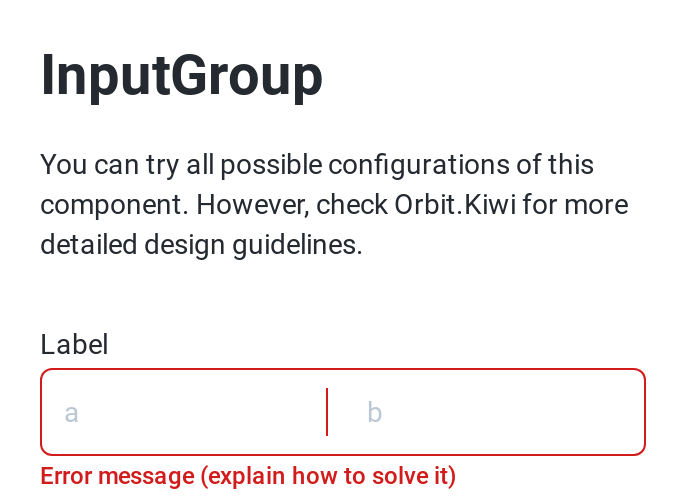 InputGroup
You can try all possible configurations of this
component. However, check Orbit.Kiwi for more
detailed design guidelines.
Label
a b
Error message (explain how to solve it)